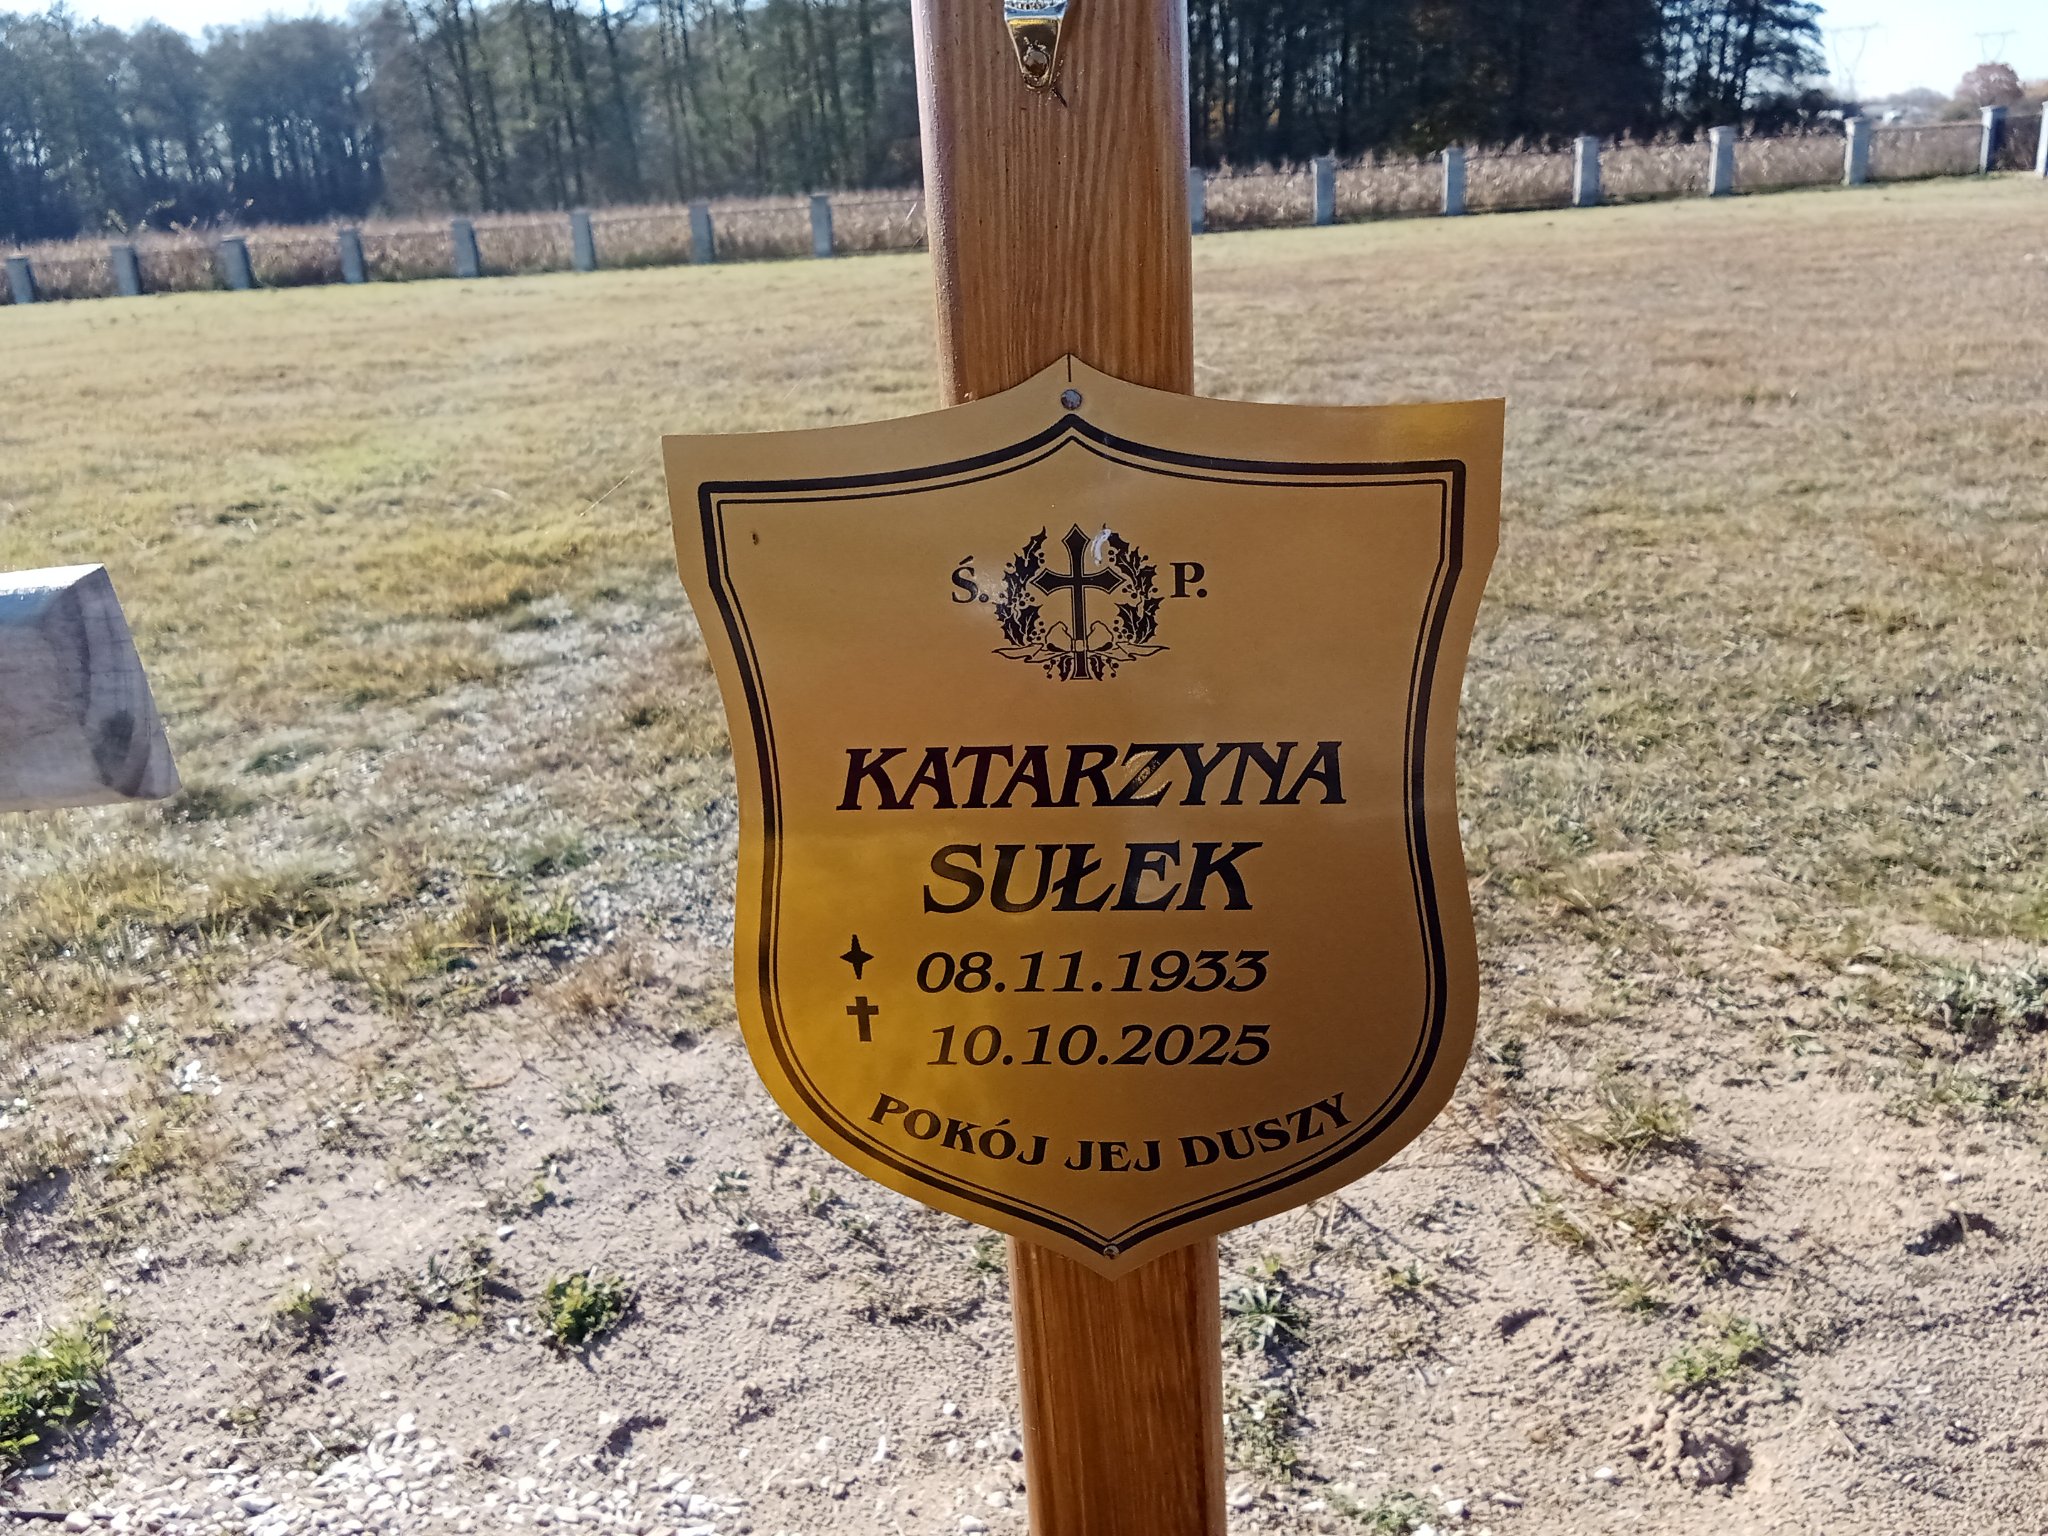 Ś. P.
KATARZYNA
SUŁEK
08.11.1933
10.10.2025
POKÓJ JEJ DUSZY